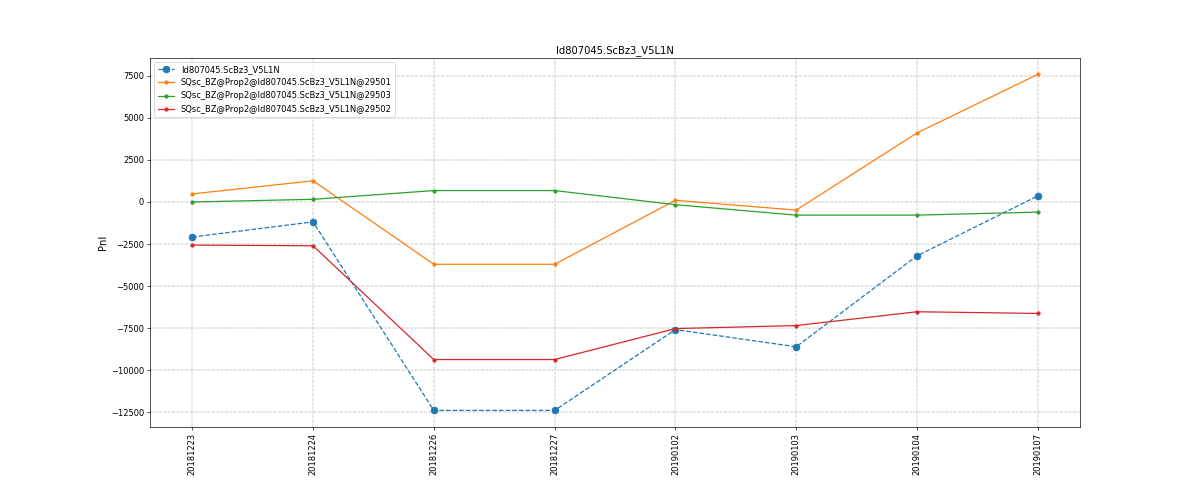 Id807045.ScBz3_V5L1N
Id807045.ScBz3_V5L1N
SQsc_BZ@Prop2@Id807045.ScBz3_V5L1N@29501
SQsc_BZ@Prop2@Id807045.ScBz3_V5L1N@29503
SQsc_BZ@Prop2@Id807045.ScBz3_V5L1N@29502
7500
5000
2500
0
−2500
−5000
−7500
−10000
−12500
Pnl
20181223
20181224
20181226
20181227
20190102
20190103
20190104
20190107